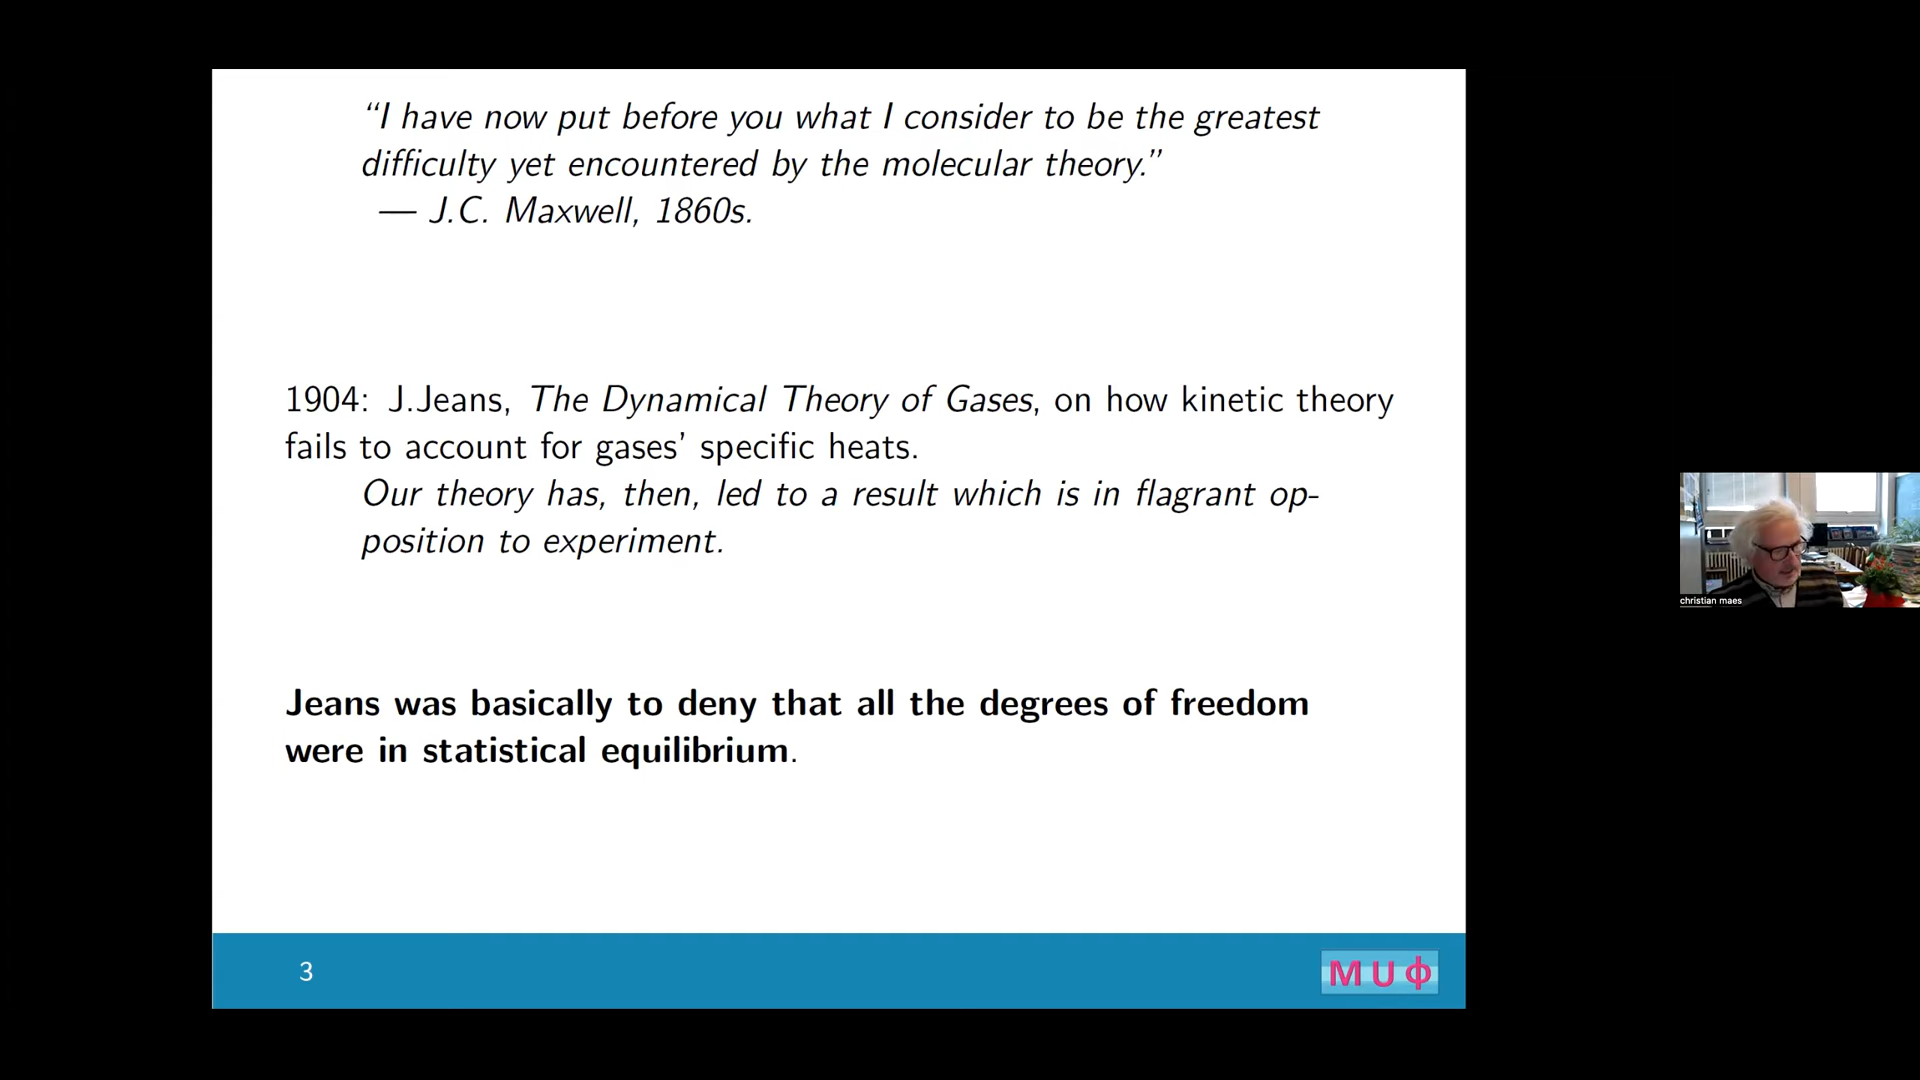 “I have now put before you what I consider to be the greatest
difficulty yet encountered by the molecular theory.”
— J.C. Maxwell, 1860s.
1904: J.Jeans, The Dynamical Theory of Gases, on how kinetic theory
fails to account for gases’ specific heats.
Our theory has, then, led to a result which is in flagrant op-
position to experiment.
Jeans was basically to deny that all the degrees of freedom
were in statistical equilibrium.
3
M U Φ
christian maes